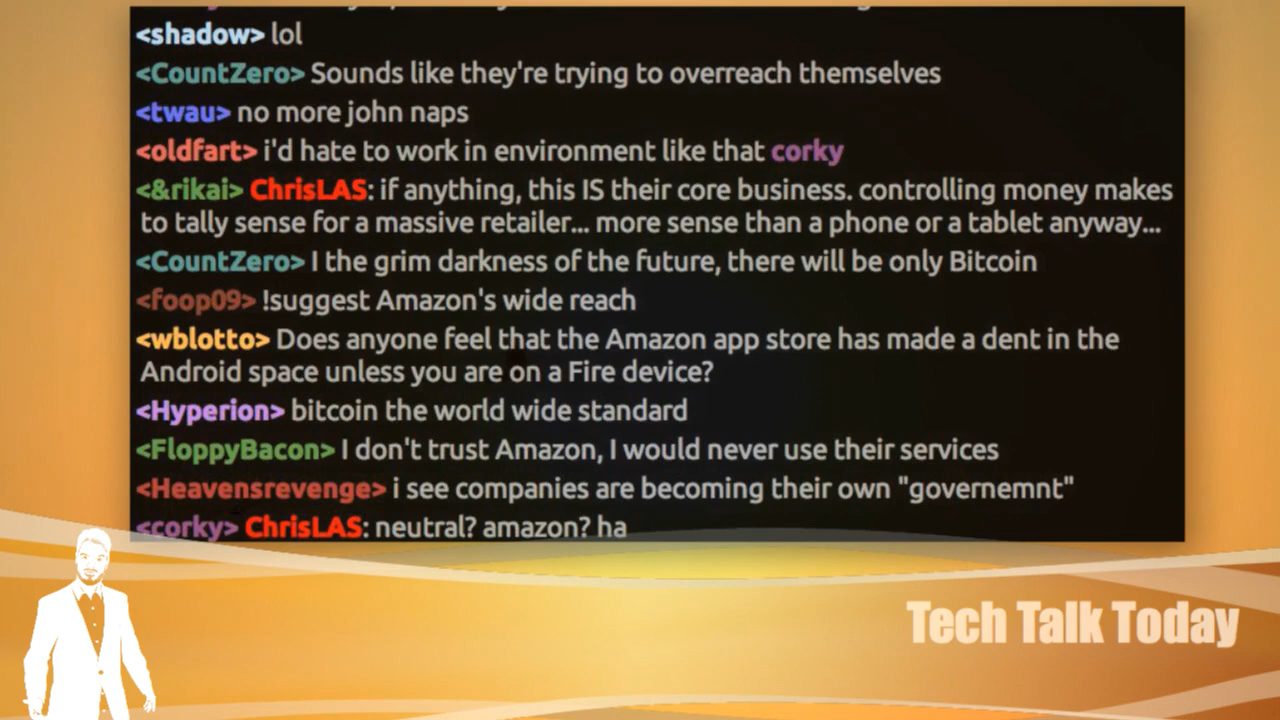 <shadow> lol
<CountZero> Sounds like they're trying to overreach themselves
<twau> no more john naps
<oldfart> i'd hate to work in environment like that corky
<&rikai> ChrisLAS: if anything, this IS their core business. controlling money makes
to tally sense for a massive retailer... more sense than a phone or a tablet anyway...
<CountZero> I the grim darkness of the future, there will be only Bitcoin
<foop09> !suggest Amazon's wide reach
<wblotto> Does anyone feel that the Amazon app store has made a dent in the
Android space unless you are on a Fire device?
<Hyperion> bitcoin the world wide standard
<FloppyBacon> I don't trust Amazon, I would never use their services
<Heavensrevenge> i see companies are becoming their own "governemnt"
<corky> ChrisLAS: neutral? amazon? ha
Tech Talk Today